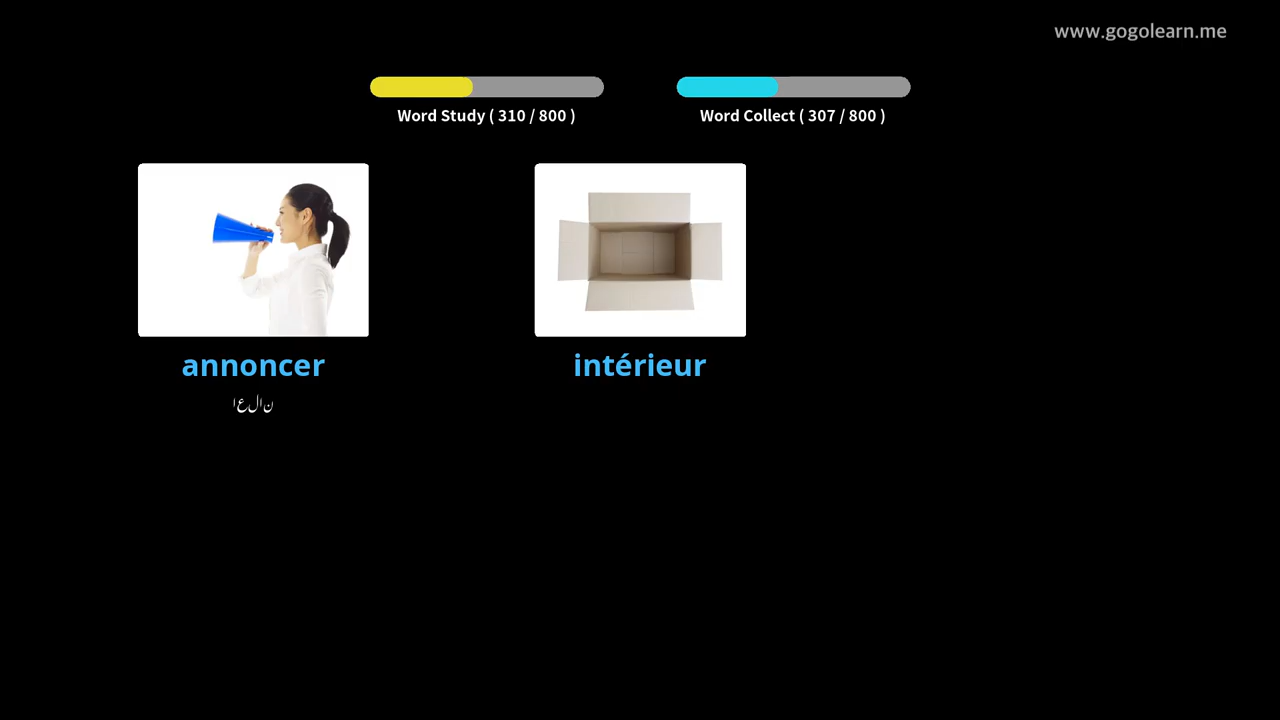 www.gogolearn.me
Word Study ( 310 / 800 )
Word Collect ( 307 / 800 )
annoncer
intérieur
اعلان